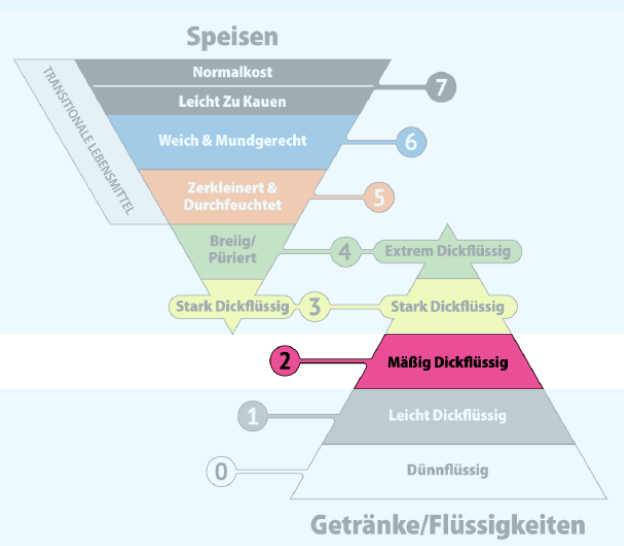 Speisen
Normalkost
Leicht Zu Kauen
7
TRANSITIONALE LEBENSMITTEL
Weich & Mundgerecht
6
Zerkleinert &
Durchfeuchtet
5
Breiig/
Püriert
4
Extrem Dickflüssig
Stark Dickflüssig
3
Stark Dickflüssig
2
Mäßig Dickflüssig
1
Leicht Dickflüssig
0
Dünnflüssig
Getränke/Flüssigkeiten